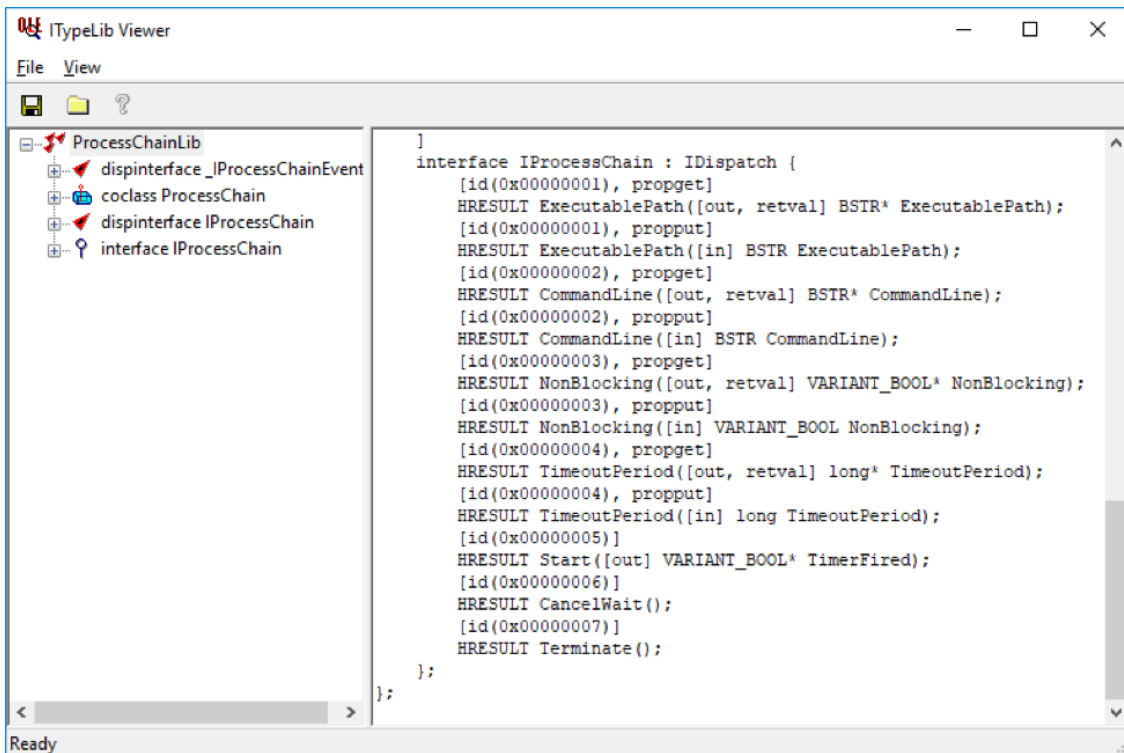 ITypeLib Viewer
File View
ProcessChainLib
dispinterface _IProcessChainEvent
coclass ProcessChain
dispinterface IProcessChain
interface IProcessChain
]
interface IProcessChain : IDispatch {
[id(0x00000001), propget]
HRESULT ExecutablePath([out, retval] BSTR* ExecutablePath);
[id(0x00000001), propput]
HRESULT ExecutablePath([in] BSTR ExecutablePath);
[id(0x00000002), propget]
HRESULT CommandLine([out, retval] BSTR* CommandLine);
[id(0x00000002), propput]
HRESULT CommandLine([in] BSTR CommandLine);
[id(0x00000003), propget]
HRESULT NonBlocking([out, retval] VARIANT_BOOL* NonBlocking);
[id(0x00000003), propput]
HRESULT NonBlocking([in] VARIANT_BOOL NonBlocking);
[id(0x00000004), propget]
HRESULT TimeoutPeriod([out, retval] long* TimeoutPeriod);
[id(0x00000004), propput]
HRESULT TimeoutPeriod([in] long TimeoutPeriod);
[id(0x00000005)]
HRESULT Start([out] VARIANT_BOOL* TimerFired);
[id(0x00000006)]
HRESULT CancelWait();
[id(0x00000007)]
HRESULT Terminate();
};
};
Ready